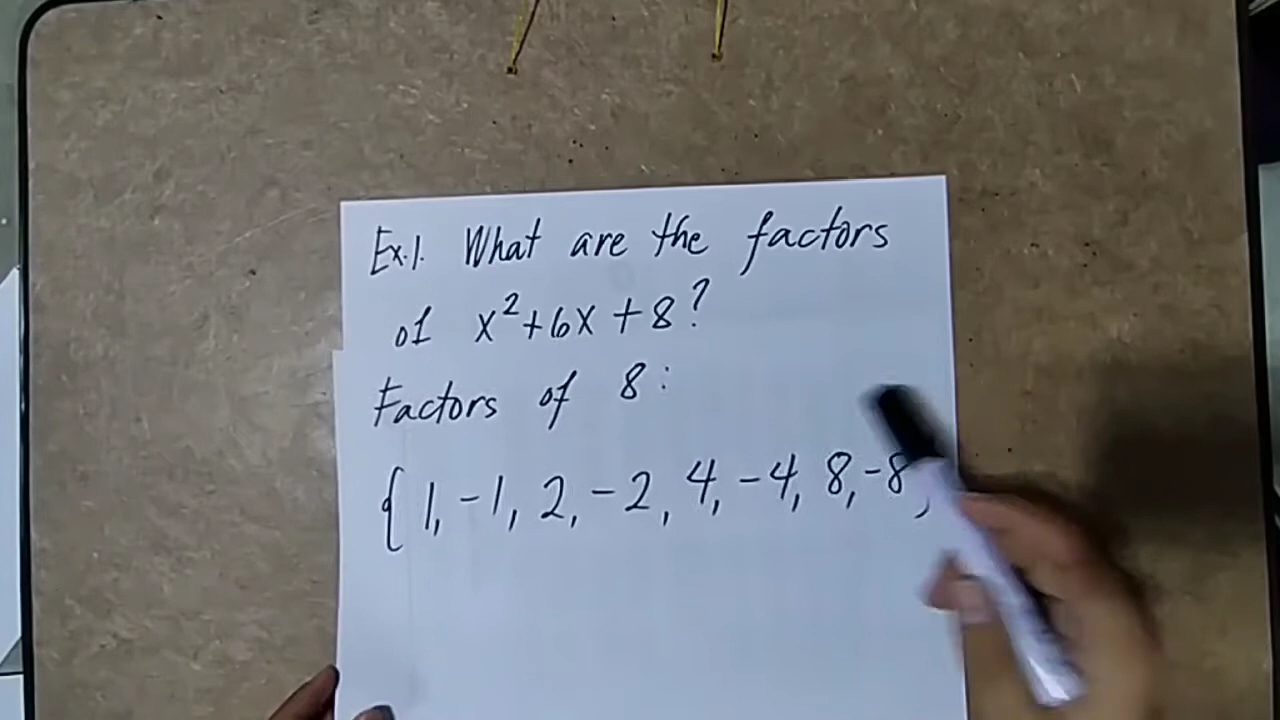 Ex.1. What are the factors
of x²+6x+8?
Factors of 8:
{1,-1, 2,-2, 4,-4, 8,-8,